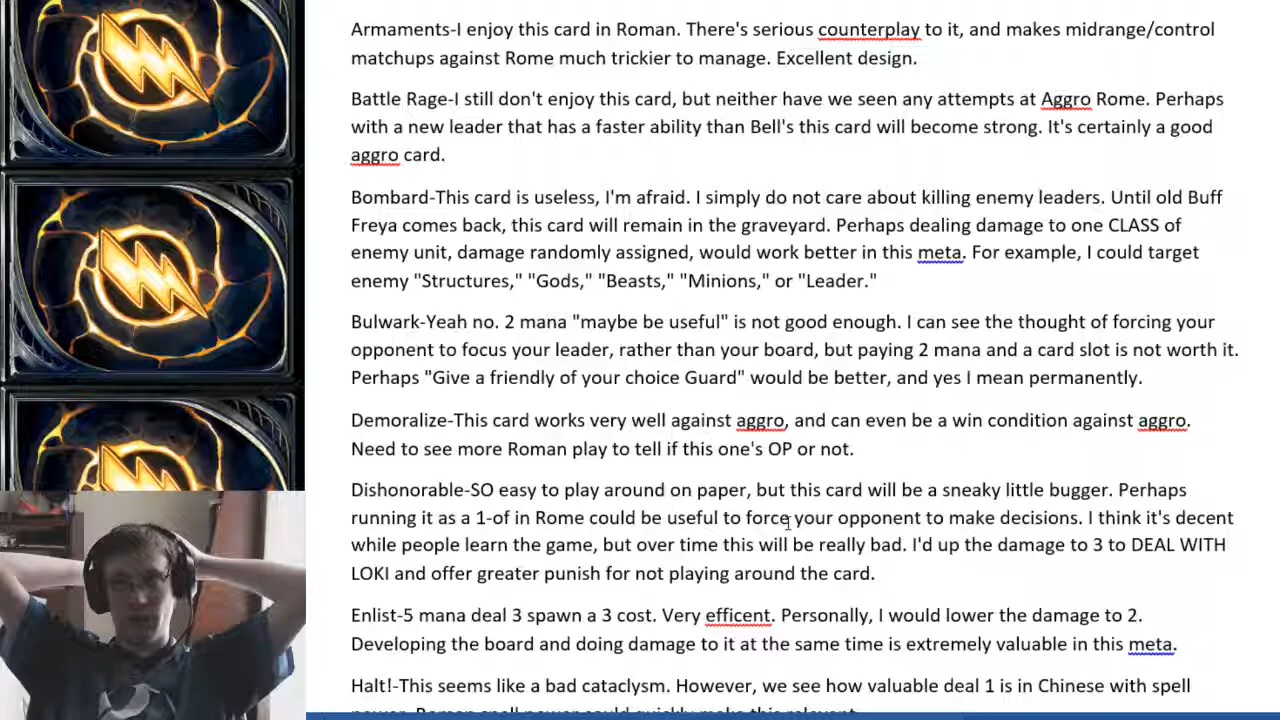 Armaments-I enjoy this card in Roman. There's serious counterplay to it, and makes midrange/control
matchups against Rome much trickier to manage. Excellent design.
Battle Rage-I still don't enjoy this card, but neither have we seen any attempts at Aggro Rome. Perhaps
with a new leader that has a faster ability than Bell's this card will become strong. It's certainly a good
aggro card.
Bombard-This card is useless, I'm afraid. I simply do not care about killing enemy leaders. Until old Buff
Freya comes back, this card will remain in the graveyard. Perhaps dealing damage to one CLASS of
enemy unit, damage randomly assigned, would work better in this meta. For example, I could target
enemy "Structures," "Gods," "Beasts," "Minions," or "Leader."
Bulwark-Yeah no. 2 mana "maybe be useful" is not good enough. I can see the thought of forcing your
opponent to focus your leader, rather than your board, but paying 2 mana and a card slot is not worth it.
Perhaps "Give a friendly of your choice Guard" would be better, and yes I mean permanently.
Demoralize-This card works very well against aggro, and can even be a win condition against aggro.
Need to see more Roman play to tell if this one's OP or not.
Dishonorable-SO easy to play around on paper, but this card will be a sneaky little bugger. Perhaps
running it as a 1-of in Rome could be useful to force your opponent to make decisions. I think it's decent
while people learn the game, but over time this will be really bad. I'd up the damage to 3 to DEAL WITH
LOKI and offer greater punish for not playing around the card.
Enlist-5 mana deal 3 spawn a 3 cost. Very efficent. Personally, I would lower the damage to 2.
Developing the board and doing damage to it at the same time is extremely valuable in this meta.
Halt!-This seems like a bad cataclysm. However, we see how valuable deal 1 is in Chinese with spell
power. Roman spell power could quickly make this relevant.